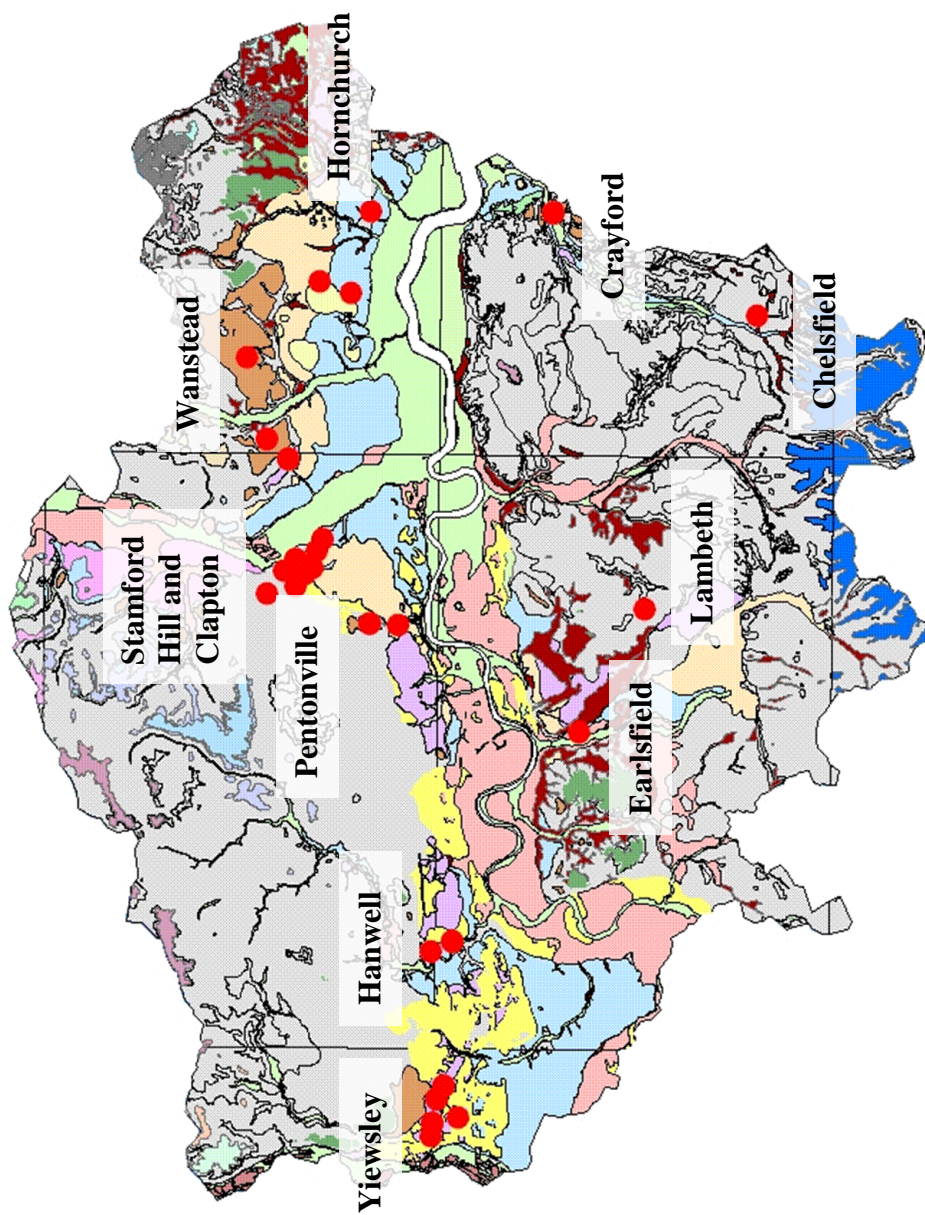 Hornchurch
Wanstead
Crayford
Chelsfield
Stamford
Hill and
Clapton
Lambeth
Pentonville
Earlsfield
Hanwell
Yiewsley